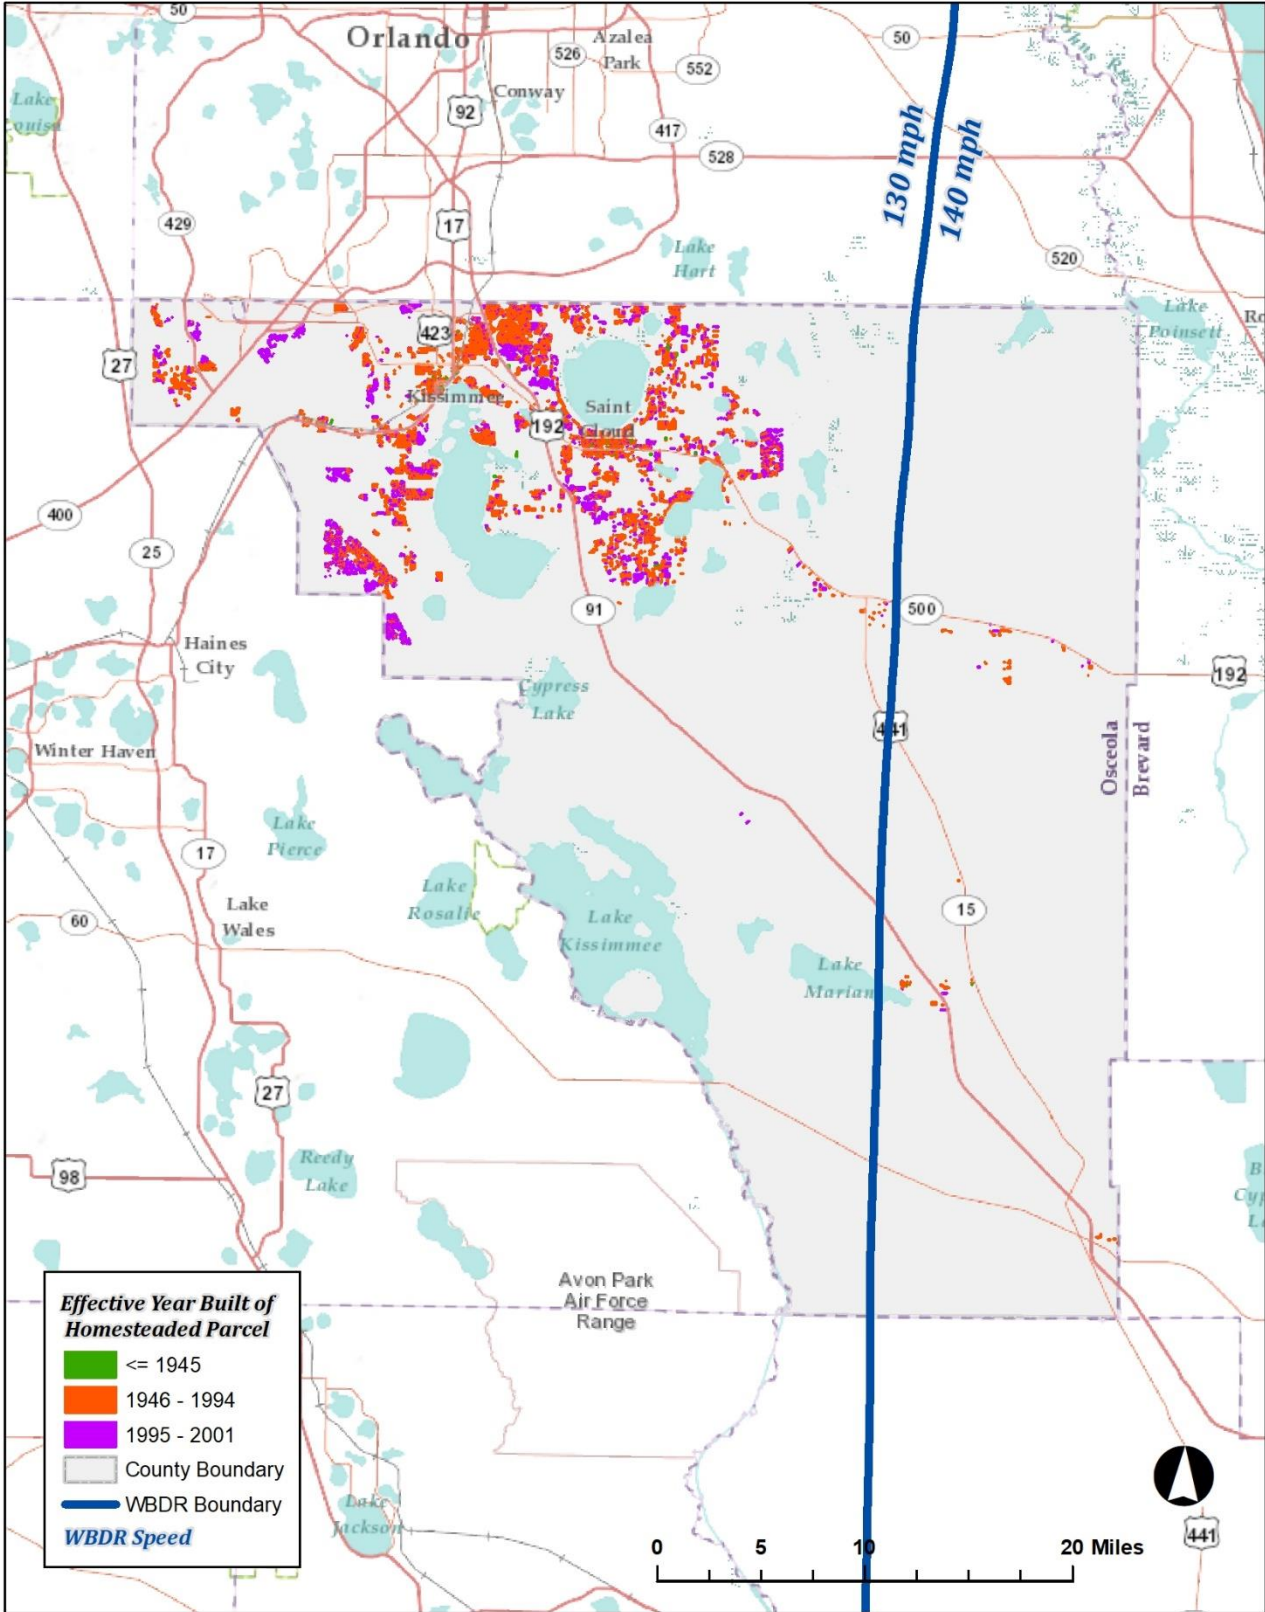 50
Orlando
Azalea
Park
526
552
50
Johns R
Lake
Conway
92
417
528
130 mph
140 mph
429
17
Lake
Hart
520
Lake
Poinsett
Ro
423
27
Kissimmee
Saint
Cloud
192
400
25
91
500
Haines
City
192
Cypress
Lake
441
Osceola
Brevard
Winter Haven
Lake
Pierce
17
Lake
Rosalie
Lake
Wales
60
15
Lake
Kissimmee
Lake
Marian
27
98
Reedy
Lake
B
Cyp
L
Avon Park
Air Force
Range
Effective Year Built of
Homesteaded Parcel
<= 1945
1946 - 1994
1995 - 2001
County Boundary
WBDR Boundary
WBDR Speed
Lake
Jackson
0 5 10 20 Miles
441